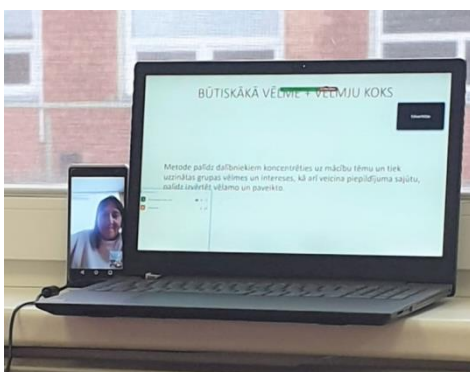 BŪTISKĀKĀ VĒLME + VĒLMJU KOKS
Metode palīdz dalībniekiem koncentrēties uz mācību tēmu un tiek
uzzinātas grupas vēlmes un intereses, kā arī veicina piepildījuma sajūtu,
palīdz izvērtēt vēlamo un paveikto.